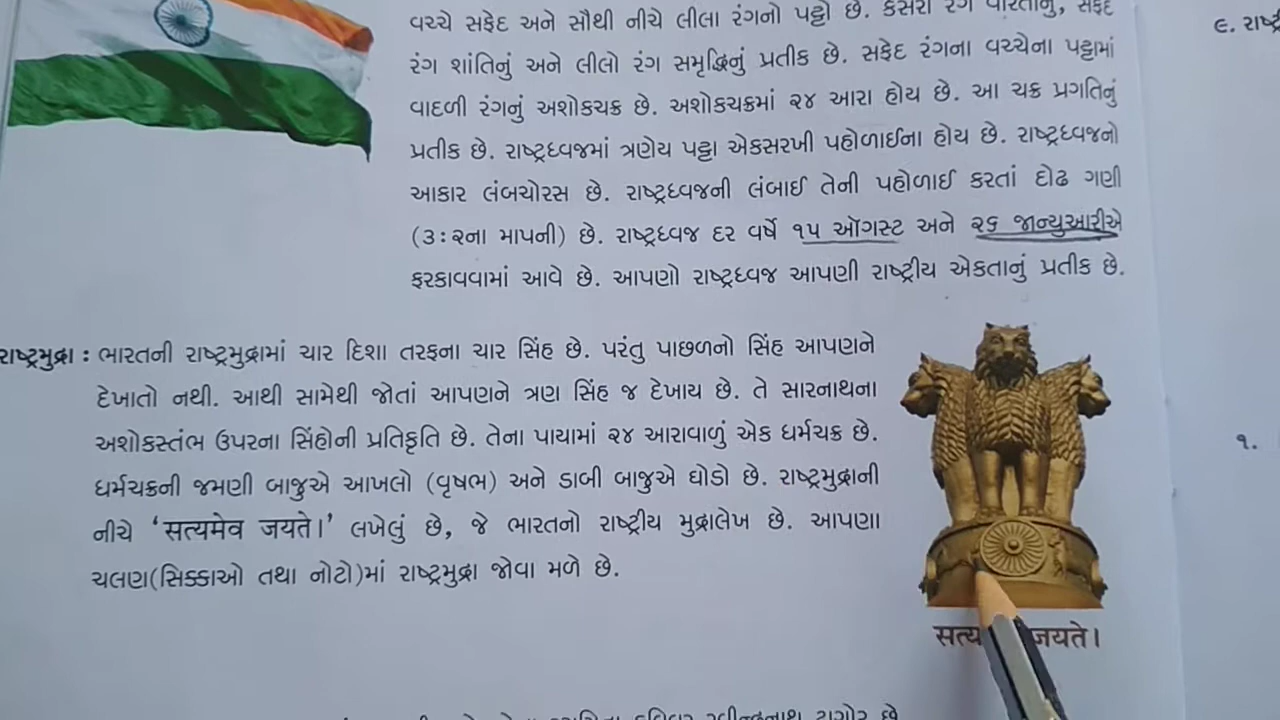 વચ્ચે સફેદ અને સૌથી નીચે લીલા રંગનો પટ્ટો છે. કેસરી રંગ વીરતાનું, સફેદ
રંગ શાંતિનું અને લીલો રંગ સમૃદ્ધિનું પ્રતીક છે. સફેદ રંગના વચ્ચેના પટ્ટામાં
વાદળી રંગનું અશોકચક્ર છે. અશોકચક્રમાં ૨૪ આરા હોય છે. આ ચક્ર પ્રગતિનું
પ્રતીક છે. રાષ્ટ્રધ્વજમાં ત્રણેય પટ્ટા એકસરખી પહોળાઈના હોય છે. રાષ્ટ્રધ્વજનો
આકાર લંબચોરસ છે. રાષ્ટ્રધ્વજની લંબાઈ તેની પહોળાઈ કરતાં દોઢ ગણી
(૩ઃ૨ના માપની) છે. રાષ્ટ્રધ્વજ દર વર્ષે ૧૫ ઑગસ્ટ અને ૨૬ જાન્યુઆરીએ
ફરકાવવામાં આવે છે. આપણો રાષ્ટ્રધ્વજ આપણી રાષ્ટ્રીય એકતાનું પ્રતીક છે.
રાષ્ટ્રમુદ્રા : ભારતની રાષ્ટ્રમુદ્રામાં ચાર દિશા તરફના ચાર સિંહ છે. પરંતુ પાછળનો સિંહ આપણને
દેખાતો નથી. આથી સામેથી જોતાં આપણને ત્રણ સિંહ જ દેખાય છે. તે સારનાથના
અશોકસ્તંભ ઉપરના સિંહોની પ્રતિકૃતિ છે. તેના પાયામાં ૨૪ આરાવાળું એક ધર્મચક્ર છે.
ધર્મચક્રની જમણી બાજુએ આખલો (વૃષભ) અને ડાબી બાજુએ ઘોડો છે. રાષ્ટ્રમુદ્રાની
નીચે ‘सत्यमेव जयते।’ લખેલું છે, જે ભારતનો રાષ્ટ્રીય મુદ્રાલેખ છે. આપણા
ચલણ(સિક્કાઓ તથા નોટો)માં રાષ્ટ્રમુદ્રા જોવા મળે છે.
जयते।
રવીન્દ્રનાથ ટાગોર છે
૯.
૧.